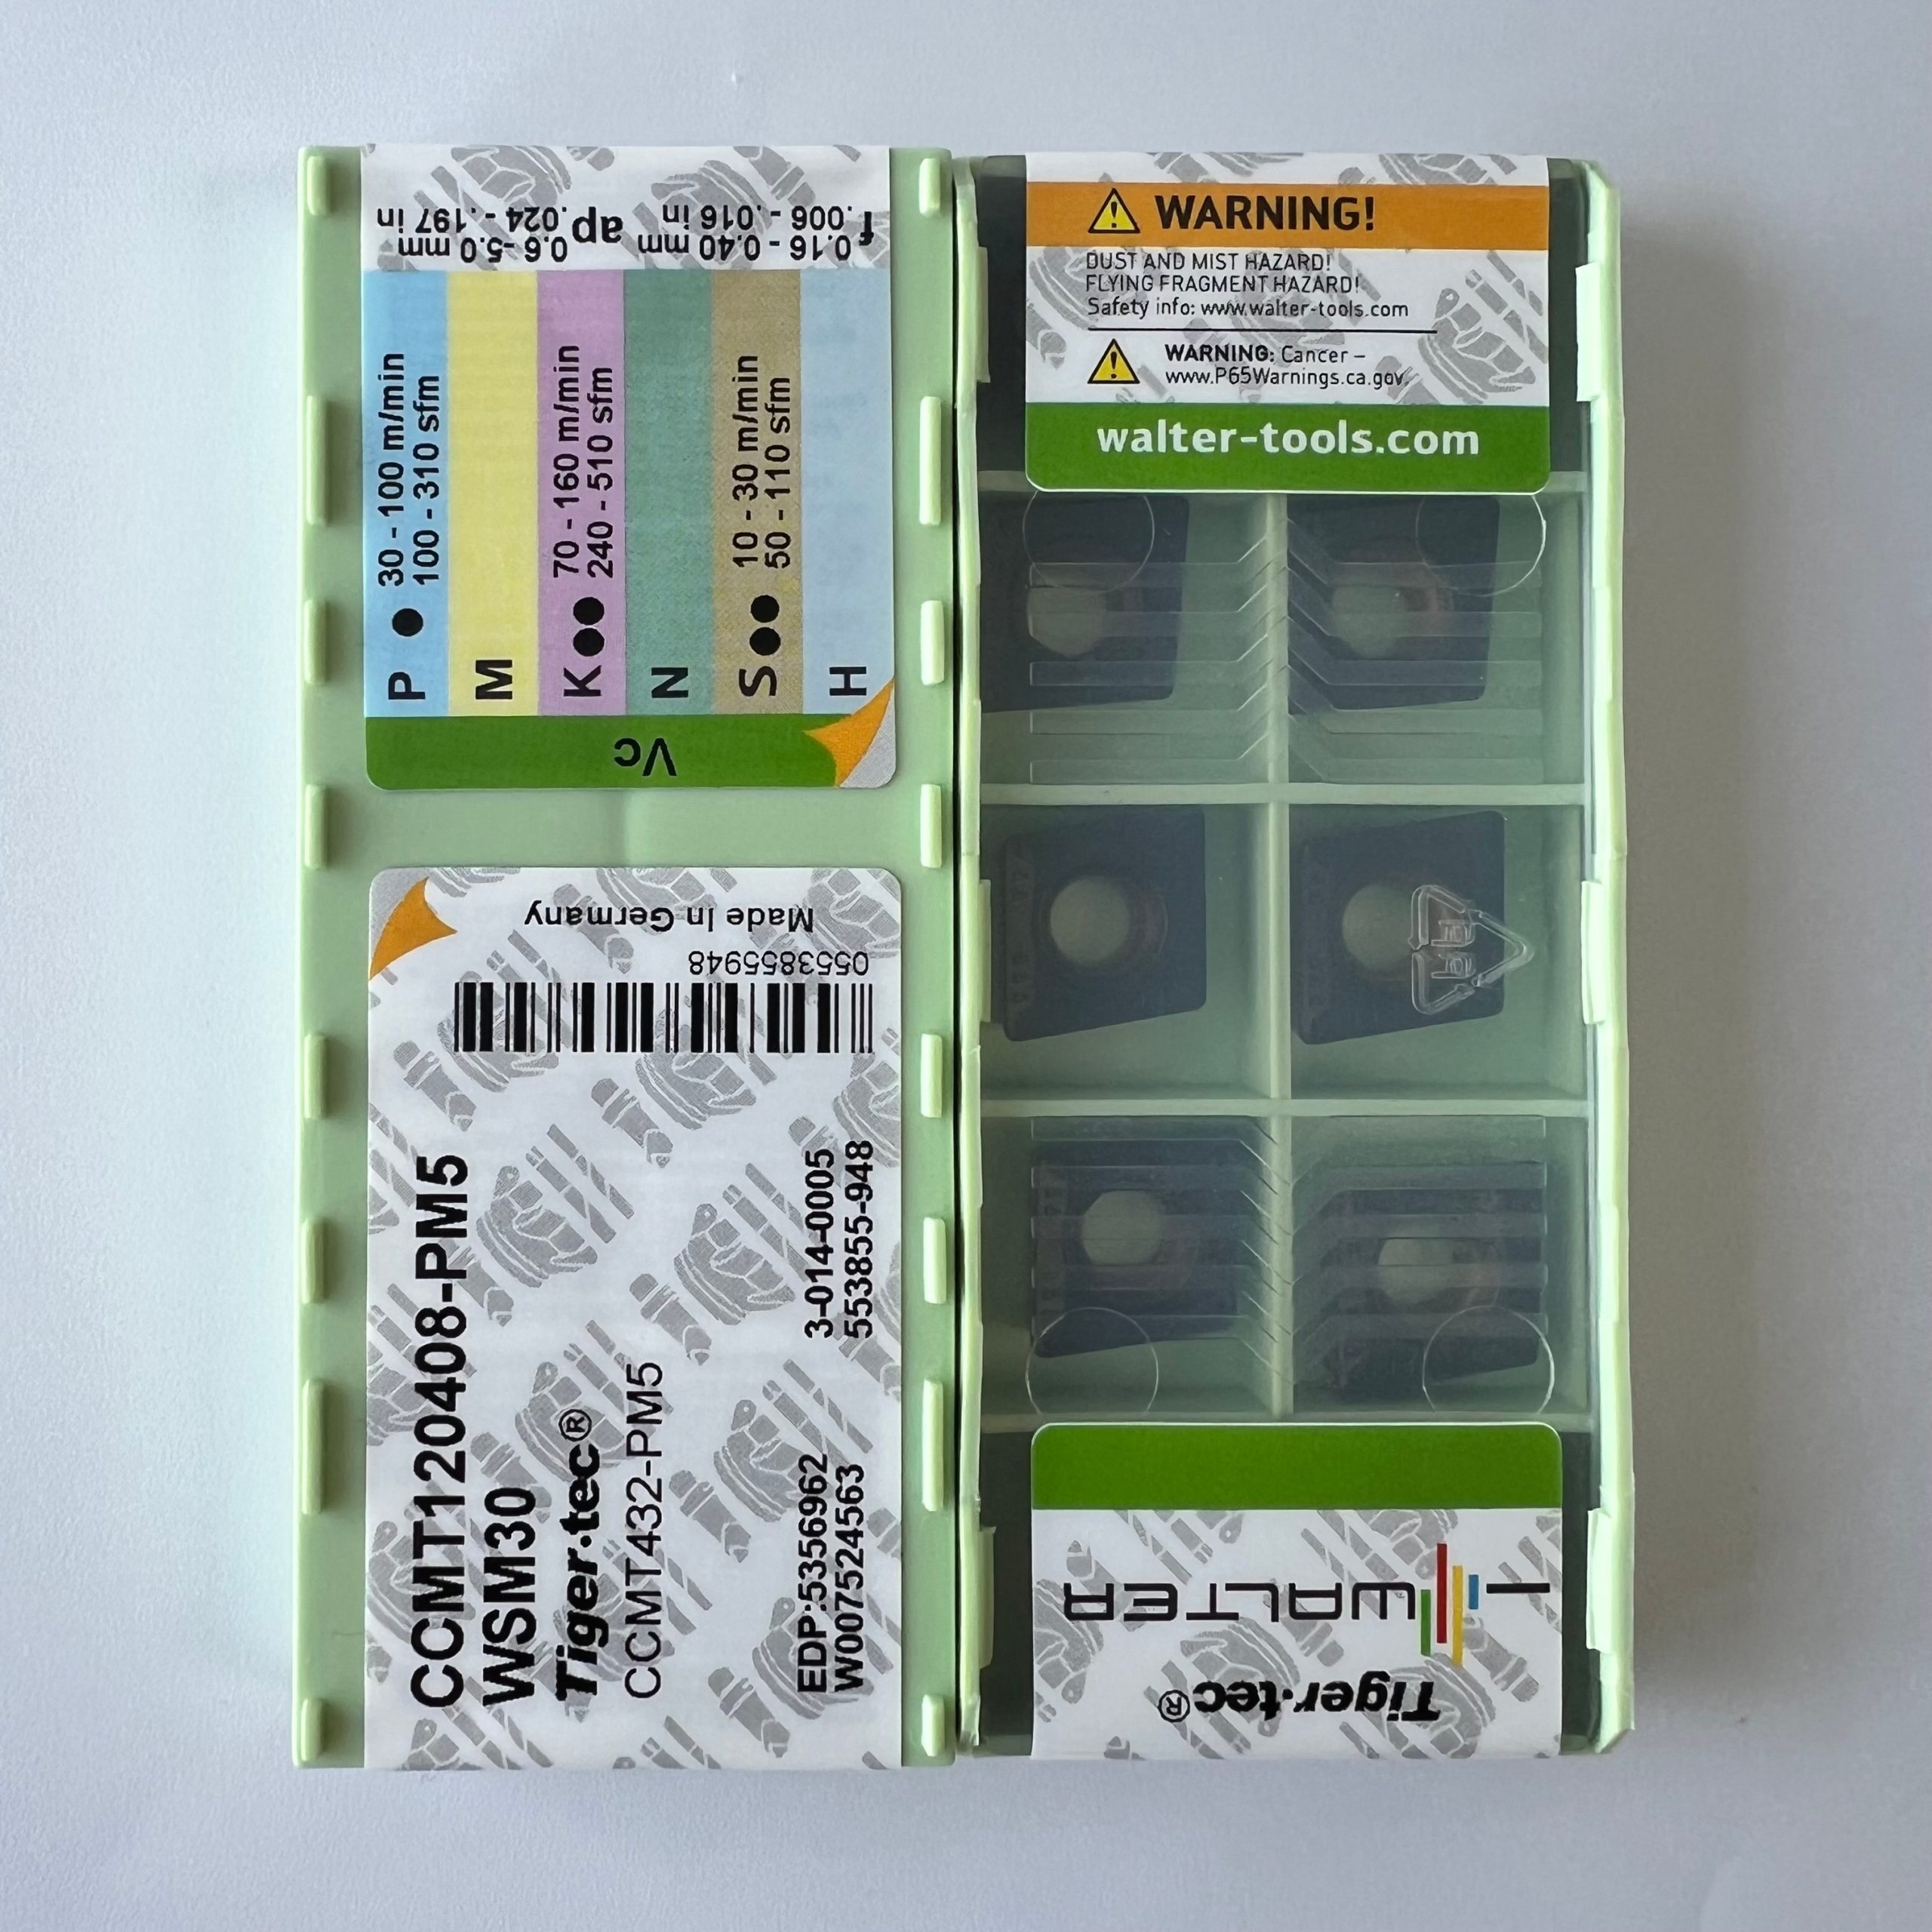 0.16 - 0.40 mm
f .006 - .016 in
0.6 - 5.0 mm
ap .024 - .197 in
P ● 30 - 100 m/min
100 - 310 sfm
M
K ●● 70 - 160 m/min
240 - 510 sfm
N
S ●● 10 - 30 m/min
50 - 110 sfm
H
Vc
Made In Germany
0553855948
CCMT120408-PM5
WSM30
Tiger·tec®
CCMT432-PM5
3-014-0005
553855-948
EDP:5356962
W007524563
WARNING!
DUST AND MIST HAZARD!
FLYING FRAGMENT HAZARD!
Safety info: www.walter-tools.com
WARNING: Cancer –
www.P65Warnings.ca.gov.
walter-tools.com
WALTER
Tiger·tec®